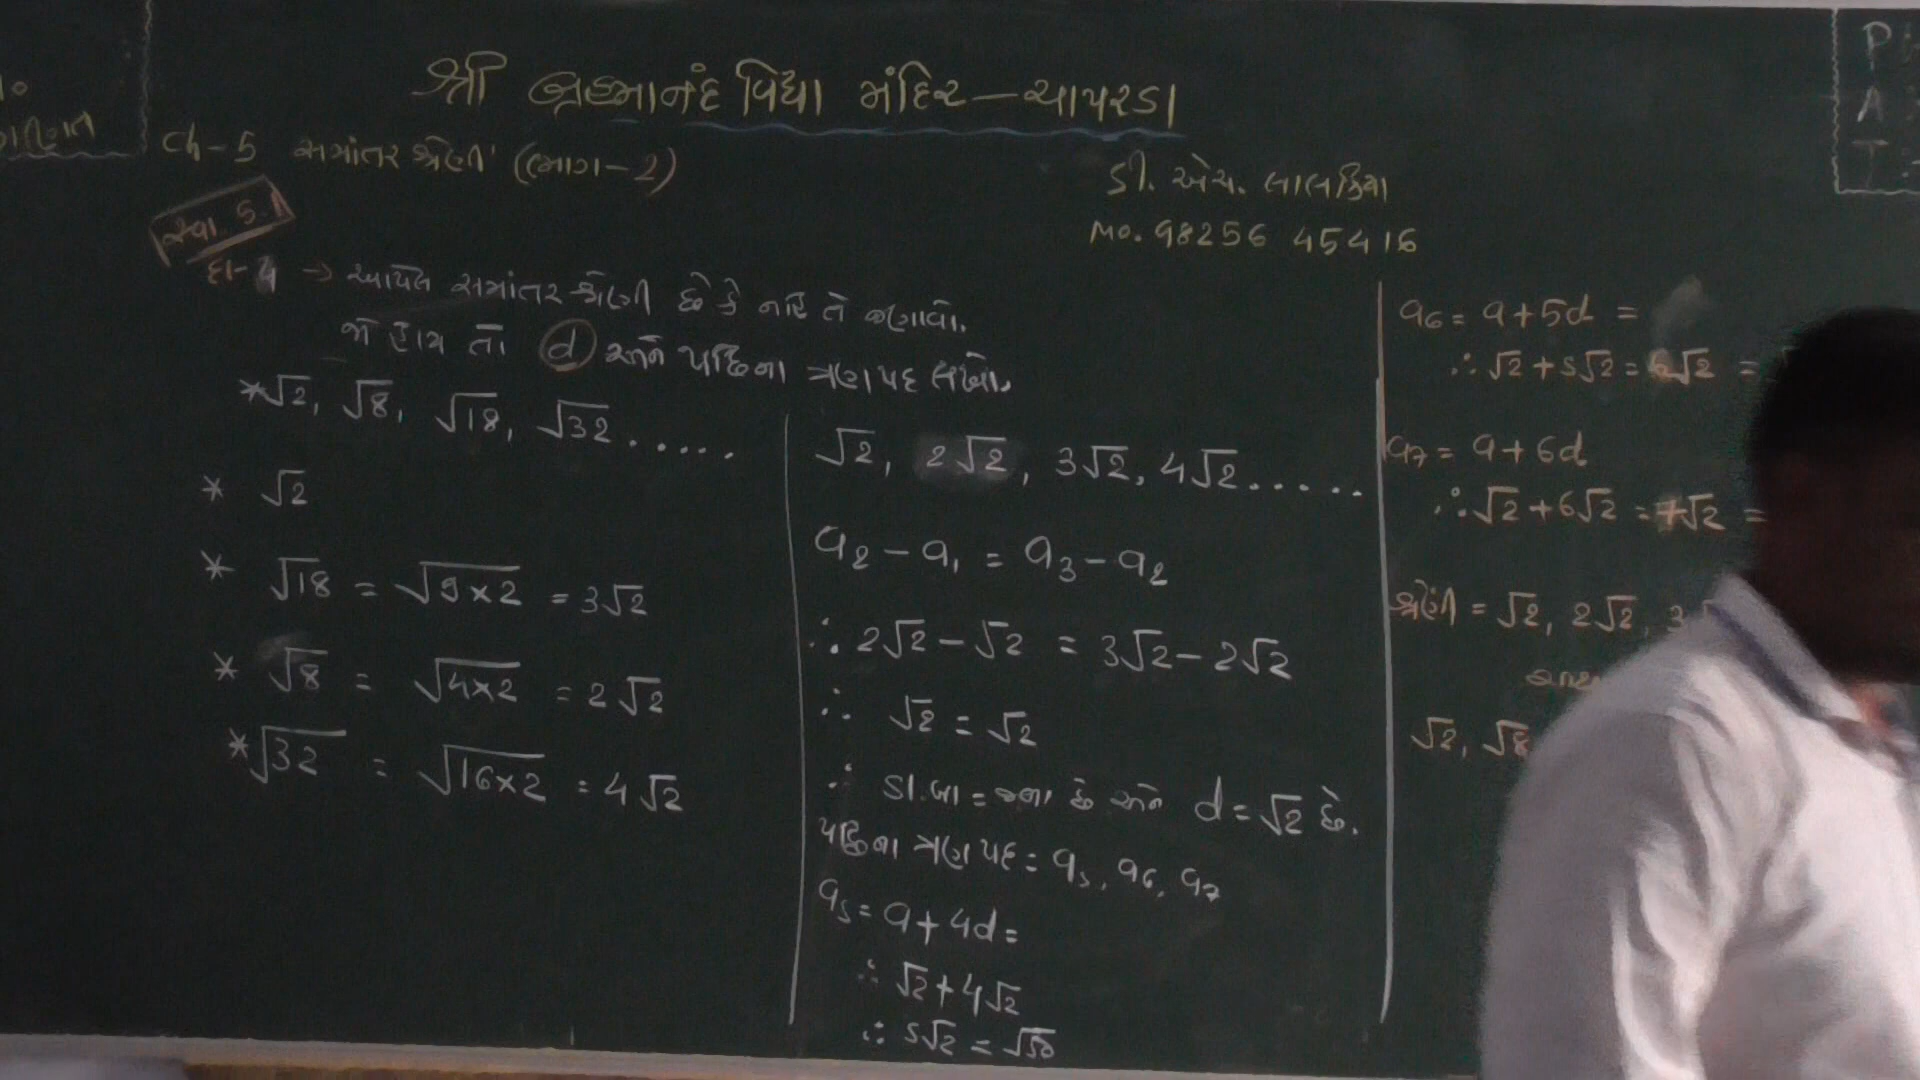 શ્રી બ્રહ્માનંદ વિદ્યા મંદિર – ચાપરડા
Ch-5 સમાંતર શ્રેણી (ભાગ-2)
ડી. એચ. લાલકિયા
Mo. 98256 45416
સ્વા. 5.1
દા-4 → આપેલ સમાંતર શ્રેણી છે કે નહિ તે જણાવો.
જો હોય તો d અને પછીના ત્રણ પદ લખો.
* √2, √8, √18, √32.....
* √2
* √18 = √9×2 = 3√2
* √8 = √4×2 = 2√2
* √32 = √16×2 = 4√2
√2, 2√2, 3√2, 4√2.....
a2 – a1 = a3 – a2
∴ 2√2 – √2 = 3√2 – 2√2
∴ √2 = √2
∴ ડા.બા = જ.બા છે અને d = √2 છે.
પછીના ત્રણ પદ = a5, a6, a7
a5 = a + 4d =
∴ √2 + 4√2
∴ 5√2 = √50
a6 = a + 5d =
∴ √2 + 5√2 = 6√2 =
a7 = a + 6d
∴ √2 + 6√2 = 7√2 =
શ્રેણી = √2, 2√2, 3
√2, √8
P
A
T